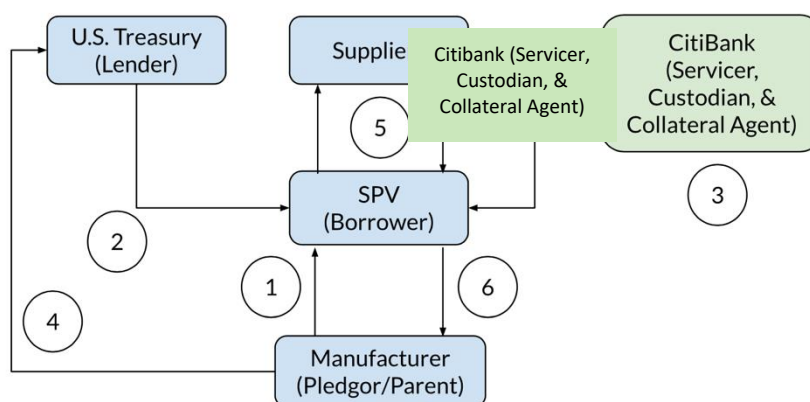 U.S. Treasury
(Lender)
Supplie
Citibank (Servicer,
Custodian, &
Collateral Agent)
CitiBank
(Servicer,
Custodian, &
Collateral Agent)
5
3
SPV
(Borrower)
2
1
6
4
Manufacturer
(Pledgor/Parent)